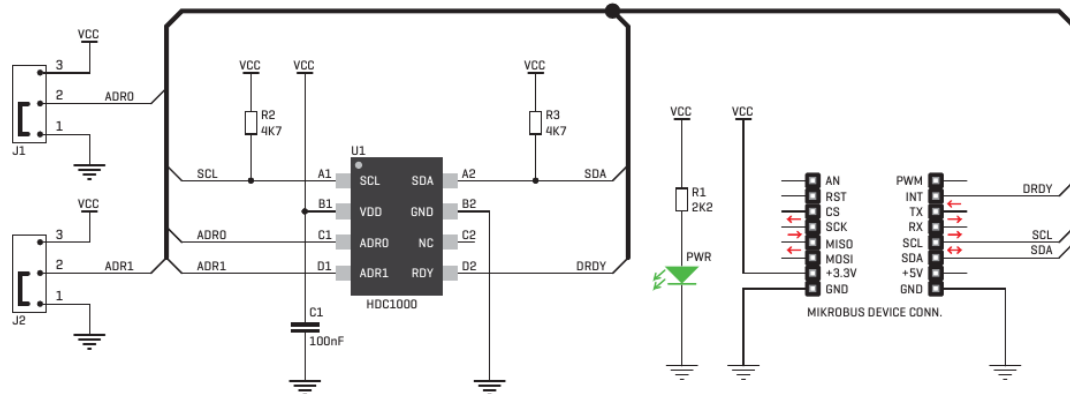 VCC
3
2
ADR0
1
J1
VCC
3
2
ADR1
1
J2
VCC
R2
4K7
VCC
VCC
R3
4K7
U1
SCL
A1
SCL
SDA
A2
SDA
B1
VDD
GND
B2
ADR0
C1
ADR0
NC
C2
ADR1
D1
ADR1
RDY
D2
DRDY
HDC1000
C1
100nF
VCC
R1
2K2
PWR
VCC
AN
PWM
RST
INT
DRDY
CS
TX
SCK
RX
MISO
SCL
SCL
MOSI
SDA
SDA
+3.3V
+5V
GND
GND
MIKROBUS DEVICE CONN.